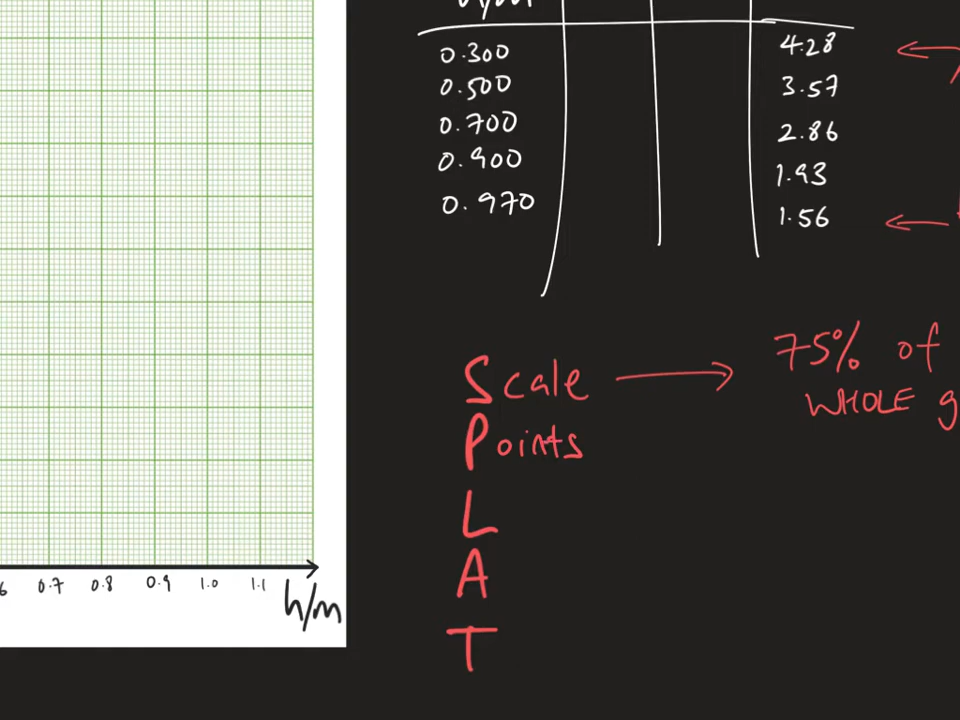 h/m
0.300 4.28
0.500 3.57
0.700 2.86
0.900 1.93
0.970 1.56
Scale → 75% of
WHOLE g
Points
L
A
T
6 0.7 0.8 0.9 1.0 1.1 h/m